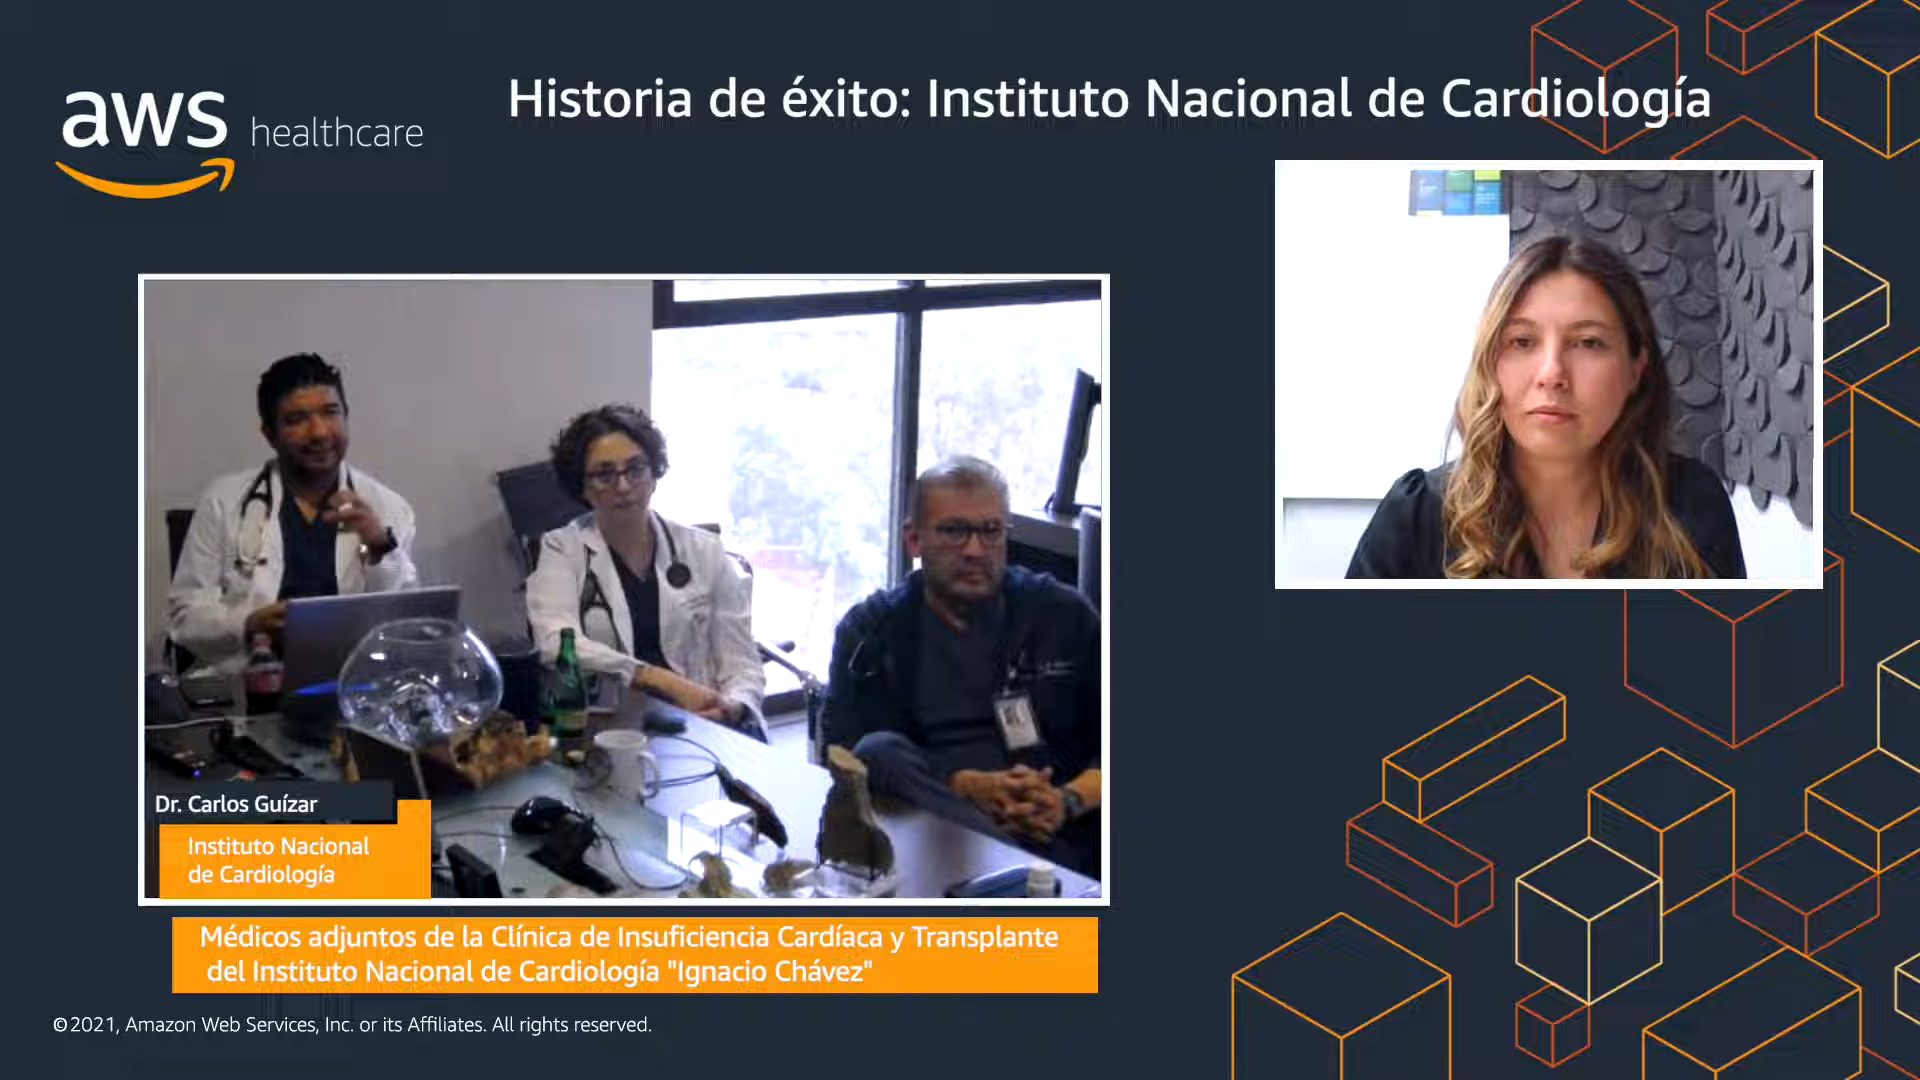 aws healthcare
Historia de éxito: Instituto Nacional de Cardiología
Dr. Carlos Guízar
Instituto Nacional
de Cardiología
Médicos adjuntos de la Clínica de Insuficiencia Cardíaca y Transplante
del Instituto Nacional de Cardiología "Ignacio Chávez"
©2021, Amazon Web Services, Inc. or its Affiliates. All rights reserved.